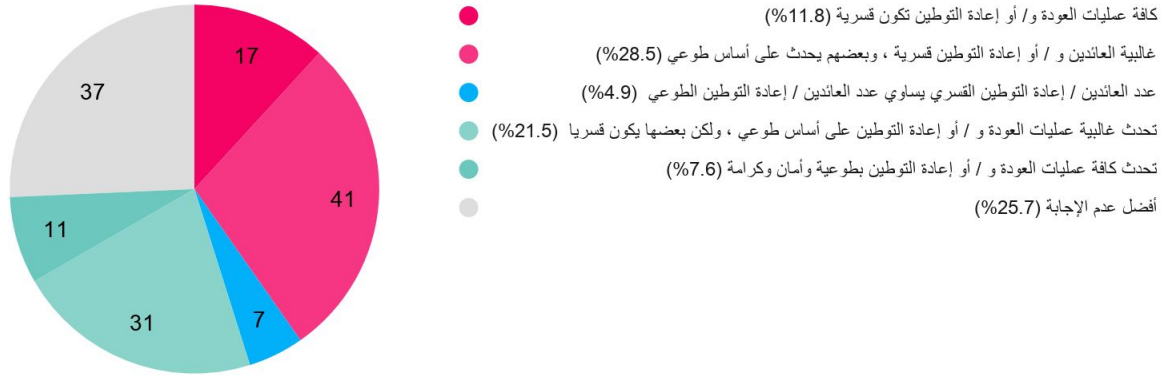 17
41
7
31
11
37
كافة عمليات العودة و/ أو إعادة التوطين تكون قسرية (11.8%)
غالبية العائدين و / أو إعادة التوطين قسرية ، وبعضهم يحدث على أساس طوعي (28.5%)
عدد العائدين / إعادة التوطين القسري يساوي عدد العائدين / إعادة التوطين الطوعي (4.9%)
تحدث غالبية عمليات العودة و / أو إعادة التوطين على أساس طوعي ، ولكن بعضها يكون قسريا (21.5%)
تحدث كافة عمليات العودة و / أو إعادة التوطين بطوعية وأمان وكرامة (7.6%)
أفضل عدم الإجابة (25.7%)